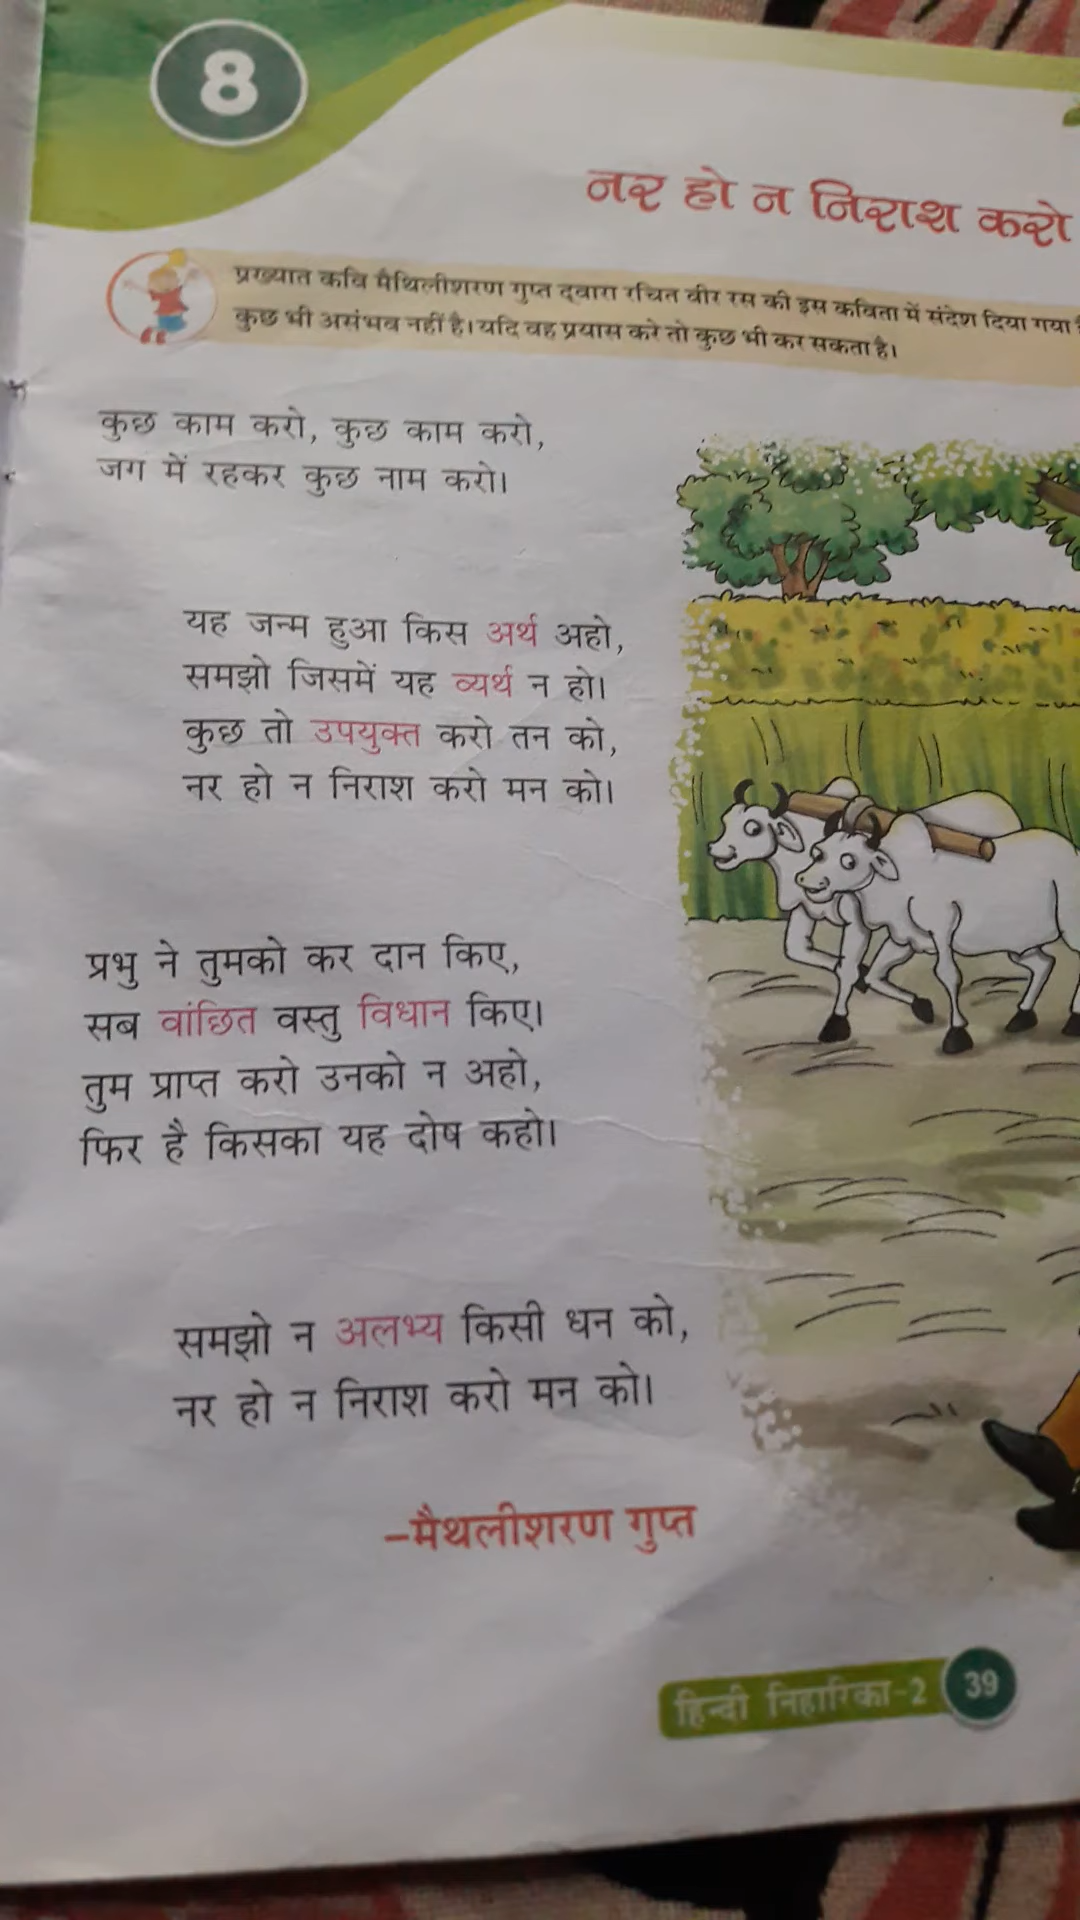 8
नर हो न निराश करो
प्रख्यात कवि मैथिलीशरण गुप्त द्वारा रचित वीर रस की इस कविता में संदेश दिया गया
कुछ भी असंभव नहीं है। यदि वह प्रयास करे तो कुछ भी कर सकता है।
कुछ काम करो, कुछ काम करो,
जग में रहकर कुछ नाम करो।
यह जन्म हुआ किस अर्थ अहो,
समझो जिसमें यह व्यर्थ न हो।
कुछ तो उपयुक्त करो तन को,
नर हो न निराश करो मन को।
प्रभु ने तुमको कर दान किए,
सब वांछित वस्तु विधान किए।
तुम प्राप्त करो उनको न अहो,
फिर है किसका यह दोष कहो।
समझो न अलभ्य किसी धन को,
नर हो न निराश करो मन को।
–मैथलीशरण गुप्त
हिन्दी निहारिका-2 39